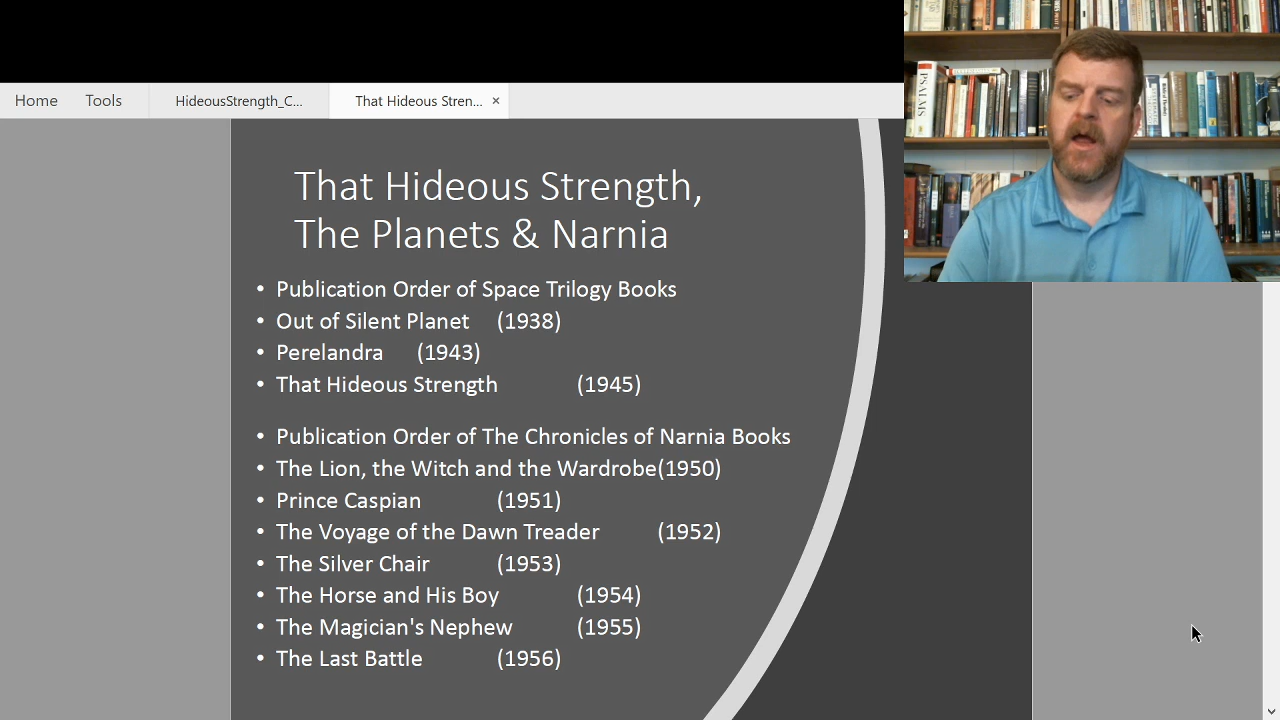 Home Tools HideousStrength_C... That Hideous Stren... ×
PSALMS
That Hideous Strength,
The Planets & Narnia
• Publication Order of Space Trilogy Books
• Out of Silent Planet (1938)
• Perelandra (1943)
• That Hideous Strength (1945)
• Publication Order of The Chronicles of Narnia Books
• The Lion, the Witch and the Wardrobe(1950)
• Prince Caspian (1951)
• The Voyage of the Dawn Treader (1952)
• The Silver Chair (1953)
• The Horse and His Boy (1954)
• The Magician's Nephew (1955)
• The Last Battle (1956)